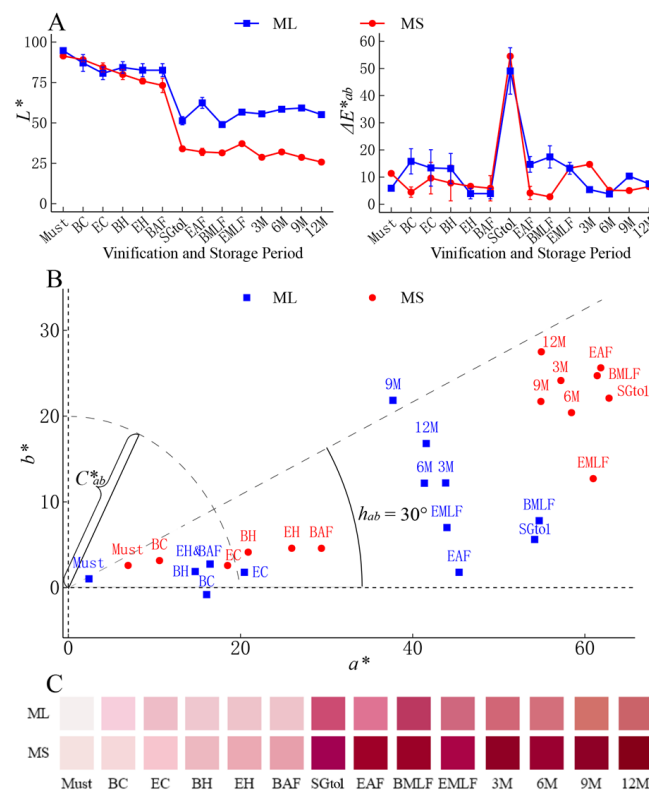 A
ML
MS
L*
100
75
50
25
0
Must
BC
EC
BH
EH
BAF
SGtol
EAF
BMLF
EMLF
3M
6M
9M
12M
Vinification and Storage Period
ΔE*ab
60
50
40
30
20
10
0
Must
BC
EC
BH
EH
BAF
SGtol
EAF
BMLF
EMLF
3M
6M
9M
12M
Vinification and Storage Period
B
ML
MS
b*
30
20
10
0
12M
EAF
9M
3M
BMLF
9M
6M
SGtol
12M
C*ab
6M
3M
EMLF
hab = 30°
EMLF
BMLF
SGtol
Must
BC
EH&BAF
BH
EH
BAF
EC
Must
BH
BC
EC
EAF
0
20
40
60
a*
C
ML
MS
Must
BC
EC
BH
EH
BAF
SGtol
EAF
BMLF
EMLF
3M
6M
9M
12M